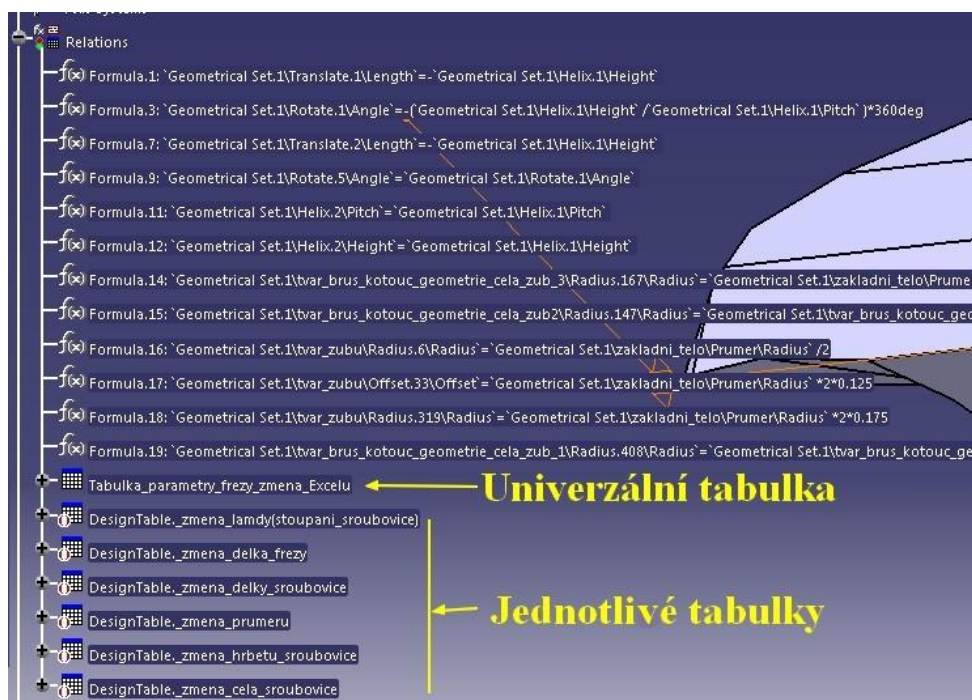 Relations
Formula.1: `Geometrical Set.1\Translate.1\Length`=-`Geometrical Set.1\Helix.1\Height`
Formula.3: `Geometrical Set.1\Rotate.1\Angle`=-(`Geometrical Set.1\Helix.1\Height` /`Geometrical Set.1\Helix.1\Pitch` )*360deg
Formula.7: `Geometrical Set.1\Translate.2\Length`=-`Geometrical Set.1\Helix.1\Height`
Formula.9: `Geometrical Set.1\Rotate.5\Angle`=`Geometrical Set.1\Rotate.1\Angle`
Formula.11: `Geometrical Set.1\Helix.2\Pitch`=`Geometrical Set.1\Helix.1\Pitch`
Formula.12: `Geometrical Set.1\Helix.2\Height`=`Geometrical Set.1\Helix.1\Height`
Formula.14: `Geometrical Set.1\tvar_brus_kotouc_geometrie_cela_zub_3\Radius.167\Radius`=`Geometrical Set.1\zakladni_telo\Prume
Formula.15: `Geometrical Set.1\tvar_brus_kotouc_geometrie_cela_zub2\Radius.147\Radius`=`Geometrical Set.1\tvar_brus_kotouc_geo
Formula.16: `Geometrical Set.1\tvar_zubu\Radius.6\Radius`=`Geometrical Set.1\zakladni_telo\Prumer\Radius` /2
Formula.17: `Geometrical Set.1\tvar_zubu\Offset.33\Offset`=`Geometrical Set.1\zakladni_telo\Prumer\Radius` *2*0.125
Formula.18: `Geometrical Set.1\tvar_zubu\Radius.319\Radius`=`Geometrical Set.1\zakladni_telo\Prumer\Radius` *2*0.175
Formula.19: `Geometrical Set.1\tvar_brus_kotouc_geometrie_cela_zub_1\Radius.408\Radius`=`Geometrical Set.1\tvar_brus_kotouc_ge
Tabulka_parametry_frezy_zmena_Excelu
Univerzální tabulka
DesignTable._zmena_lamdy(stoupani_sroubovice)
DesignTable._zmena_delka_frezy
DesignTable._zmena_delky_sroubovice
Jednotlivé tabulky
DesignTable._zmena_prumeru
DesignTable._zmena_hrbetu_sroubovice
DesignTable._zmena_cela_sroubovice